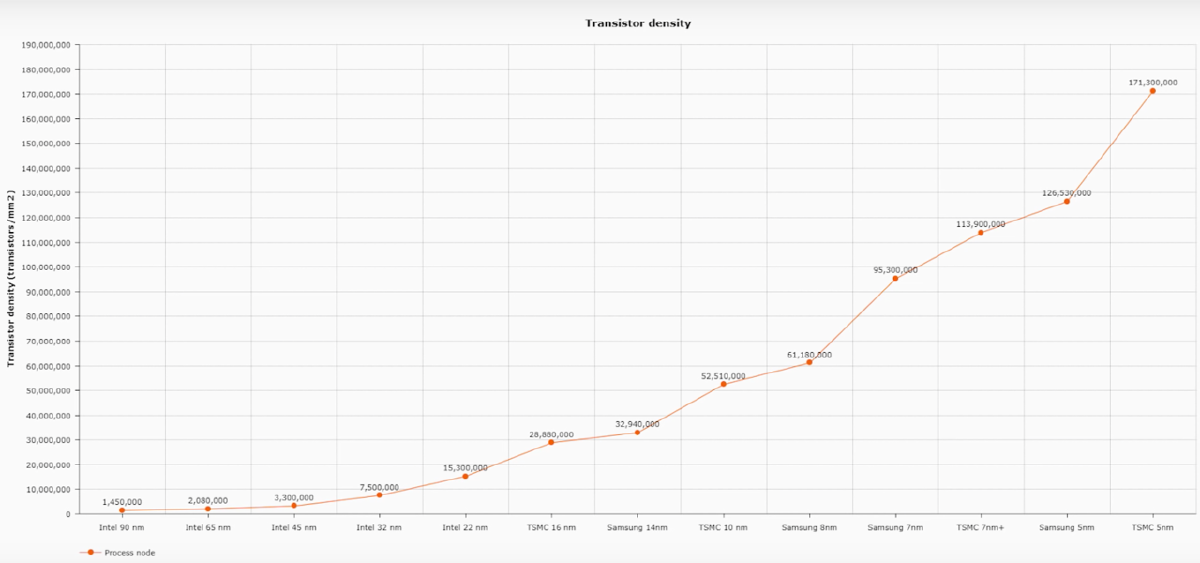 Transistor density
Transistor density (transistors/mm2)
190,000,000
180,000,000
170,000,000
160,000,000
150,000,000
140,000,000
130,000,000
120,000,000
110,000,000
100,000,000
90,000,000
80,000,000
70,000,000
60,000,000
50,000,000
40,000,000
30,000,000
20,000,000
10,000,000
0
1,450,000
2,080,000
3,300,000
7,500,000
15,300,000
28,880,000
32,940,000
52,510,000
61,180,000
95,300,000
113,900,000
126,530,000
171,300,000
Intel 90 nm
Intel 65 nm
Intel 45 nm
Intel 32 nm
Intel 22 nm
TSMC 16 nm
Samsung 14nm
TSMC 10 nm
Samsung 8nm
Samsung 7nm
TSMC 7nm+
Samsung 5nm
TSMC 5nm
Process node